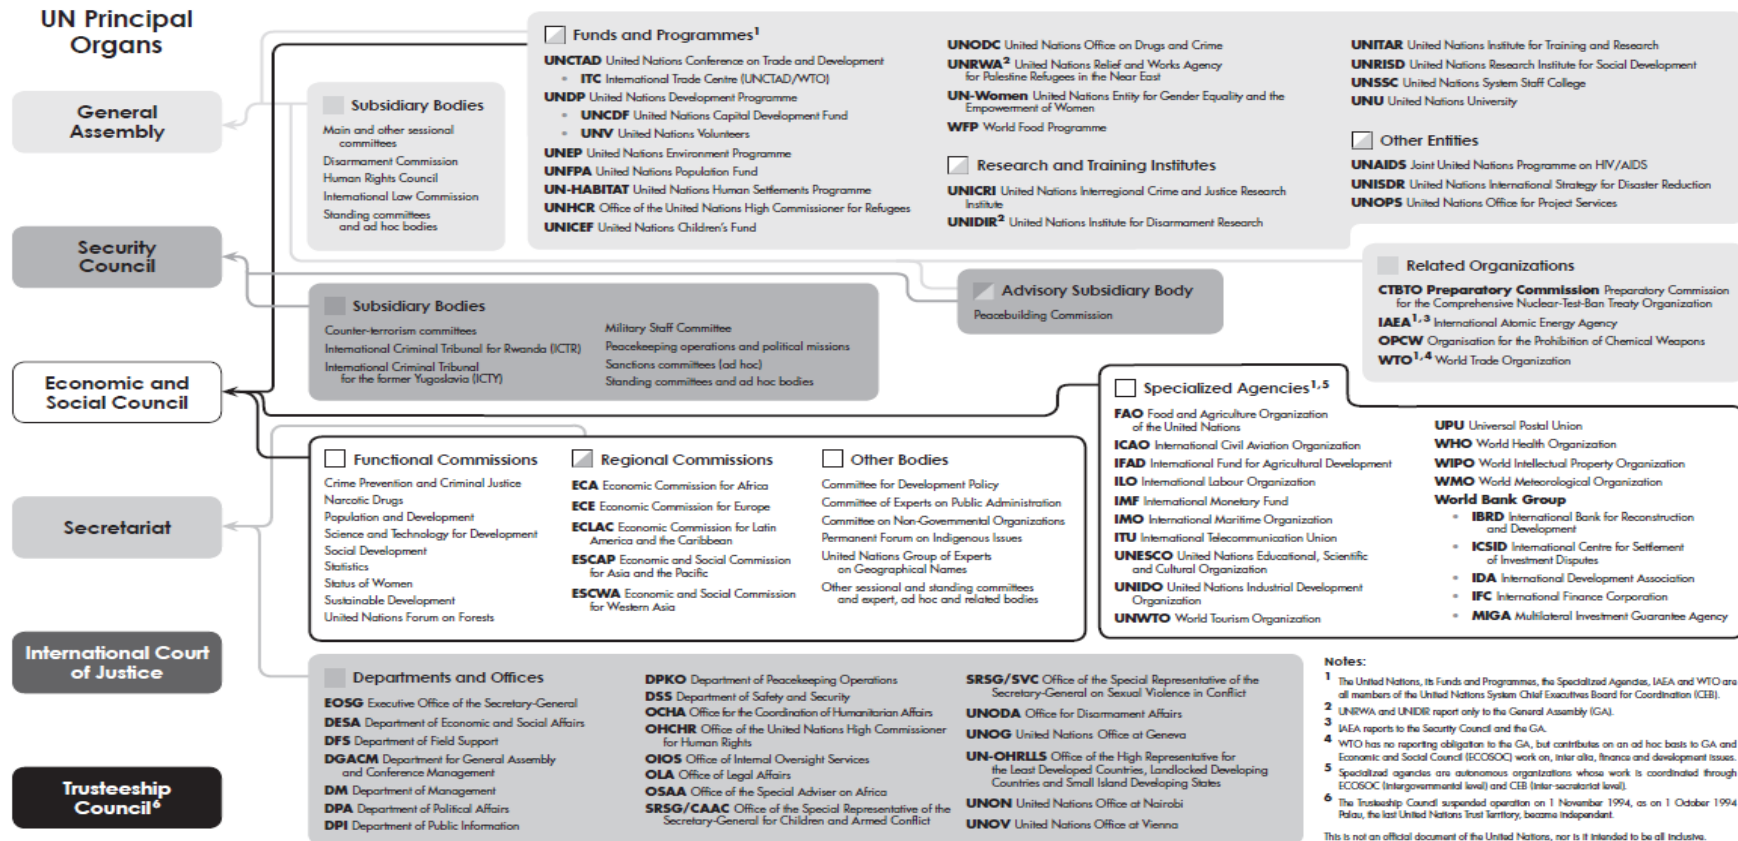 UN Principal
Organs
General
Assembly
Security
Council
Economic and
Social Council
Secretariat
International Court
of Justice
Trusteeship
Council6
Subsidiary Bodies
Main and other sessional
committees
Disarmament Commission
Human Rights Council
International Law Commission
Standing committees
and ad hoc bodies
Funds and Programmes1
UNCTAD United Nations Conference on Trade and Development
• ITC International Trade Centre (UNCTAD/WTO)
UNDP United Nations Development Programme
• UNCDF United Nations Capital Development Fund
• UNV United Nations Volunteers
UNEP United Nations Environment Programme
UNFPA United Nations Population Fund
UN-HABITAT United Nations Human Settlements Programme
UNHCR Office of the United Nations High Commissioner for Refugees
UNICEF United Nations Children's Fund
UNODC United Nations Office on Drugs and Crime
UNRWA2 United Nations Relief and Works Agency
for Palestine Refugees in the Near East
UN-Women United Nations Entity for Gender Equality and the
Empowerment of Women
WFP World Food Programme
Research and Training Institutes
UNICRI United Nations Interregional Crime and Justice Research
Institute
UNIDIR2 United Nations Institute for Disarmament Research
UNITAR United Nations Institute for Training and Research
UNRISD United Nations Research Institute for Social Development
UNSSC United Nations System Staff College
UNU United Nations University
Other Entities
UNAIDS Joint United Nations Programme on HIV/AIDS
UNISDR United Nations International Strategy for Disaster Reduction
UNOPS United Nations Office for Project Services
Subsidiary Bodies
Counter-terrorism committees
International Criminal Tribunal for Rwanda (ICTR)
International Criminal Tribunal
for the former Yugoslavia (ICTY)
Military Staff Committee
Peacekeeping operations and political missions
Sanctions committees (ad hoc)
Standing committees and ad hoc bodies
Advisory Subsidiary Body
Peacebuilding Commission
Related Organizations
CTBTO Preparatory Commission Preparatory Commission
for the Comprehensive Nuclear-Test-Ban Treaty Organization
IAEA1,3 International Atomic Energy Agency
OPCW Organisation for the Prohibition of Chemical Weapons
WTO1,4 World Trade Organization
Functional Commissions
Crime Prevention and Criminal Justice
Narcotic Drugs
Population and Development
Science and Technology for Development
Social Development
Statistics
Status of Women
Sustainable Development
United Nations Forum on Forests
Regional Commissions
ECA Economic Commission for Africa
ECE Economic Commission for Europe
ECLAC Economic Commission for Latin
America and the Caribbean
ESCAP Economic and Social Commission
for Asia and the Pacific
ESCWA Economic and Social Commission
for Western Asia
Other Bodies
Committee for Development Policy
Committee of Experts on Public Administration
Committee on Non-Governmental Organizations
Permanent Forum on Indigenous Issues
United Nations Group of Experts
on Geographical Names
Other sessional and standing committees
and expert, ad hoc and related bodies
Specialized Agencies1,5
FAO Food and Agriculture Organization
of the United Nations
ICAO International Civil Aviation Organization
IFAD International Fund for Agricultural Development
ILO International Labour Organization
IMF International Monetary Fund
IMO International Maritime Organization
ITU International Telecommunication Union
UNESCO United Nations Educational, Scientific
and Cultural Organization
UNIDO United Nations Industrial Development
Organization
UNWTO World Tourism Organization
UPU Universal Postal Union
WHO World Health Organization
WIPO World Intellectual Property Organization
WMO World Meteorological Organization
World Bank Group
• IBRD International Bank for Reconstruction
and Development
• ICSID International Centre for Settlement
of Investment Disputes
• IDA International Development Association
• IFC International Finance Corporation
• MIGA Multilateral Investment Guarantee Agency
Departments and Offices
EOSG Executive Office of the Secretary-General
DESA Department of Economic and Social Affairs
DFS Department of Field Support
DGACM Department for General Assembly
and Conference Management
DM Department of Management
DPA Department of Political Affairs
DPI Department of Public Information
DPKO Department of Peacekeeping Operations
DSS Department of Safety and Security
OCHA Office for the Coordination of Humanitarian Affairs
OHCHR Office of the United Nations High Commissioner
for Human Rights
OIOS Office of Internal Oversight Services
OLA Office of Legal Affairs
OSAA Office of the Special Adviser on Africa
SRSG/CAAC Office of the Special Representative of the
Secretary-General for Children and Armed Conflict
SRSG/SVC Office of the Special Representative of the
Secretary-General on Sexual Violence in Conflict
UNODA Office for Disarmament Affairs
UNOG United Nations Office at Geneva
UN-OHRLLS Office of the High Representative for
the Least Developed Countries, Landlocked Developing
Countries and Small Island Developing States
UNON United Nations Office at Nairobi
UNOV United Nations Office at Vienna
Notes:
1 The United Nations, its Funds and Programmes, the Specialized Agencies, IAEA and WTO are
all members of the United Nations System Chief Executives Board for Coordination (CEB).
2 UNRWA and UNIDIR report only to the General Assembly (GA).
3 IAEA reports to the Security Council and the GA.
4 WTO has no reporting obligation to the GA, but contributes on an ad hoc basis to GA and
Economic and Social Council (ECOSOC) work on, inter alia, finance and development issues.
5 Specialized agencies are autonomous organizations whose work is coordinated through
ECOSOC (intergovernmental level) and CEB (inter-secretariat level).
6 The Trusteeship Council suspended operation on 1 November 1994, as on 1 October 1994
Palau, the last United Nations Trust Territory, became independent.
This is not an official document of the United Nations, nor is it intended to be all inclusive.